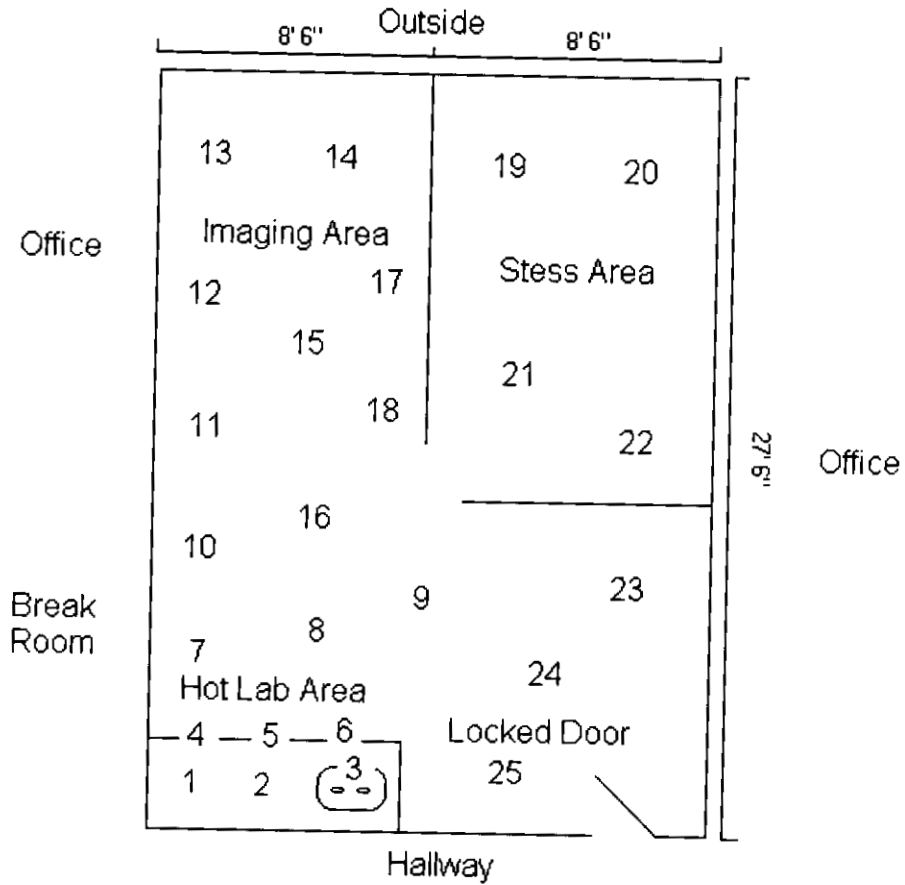 Outside
8'6" 8'6"
13 14 19 20
Office Imaging Area Stess Area
12 17
15
21
11 18
22
27'6" Office
16
10
9 23
Break
Room
8
7
24
Hot Lab Area
4 5 6 Locked Door
1 2 3 25
Hallway